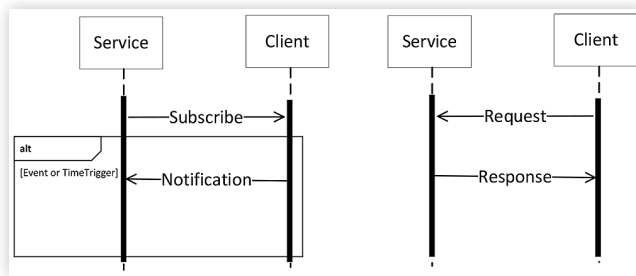 Service
Client
Service
Client
Subscribe
Request
alt
[Event or TimeTrigger]
Notification
Response